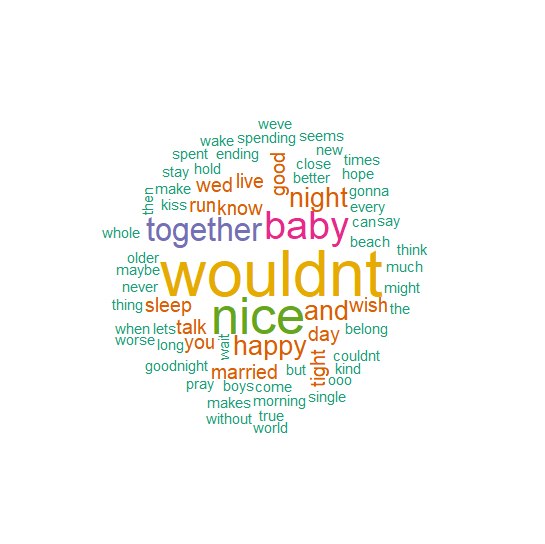 weve
wake spending seems
spent ending good close new times
stay hold better hope
then make wed live night gonna
kiss run know every
whole together baby can say
beach
older wouldnt think
maybe much
never might
thing sleep nice and wish the
when lets talk day belong
worse long you wait happy
couldnt
goodnight married but tight kind
pray boys come ooo
makes morning single
without true
world